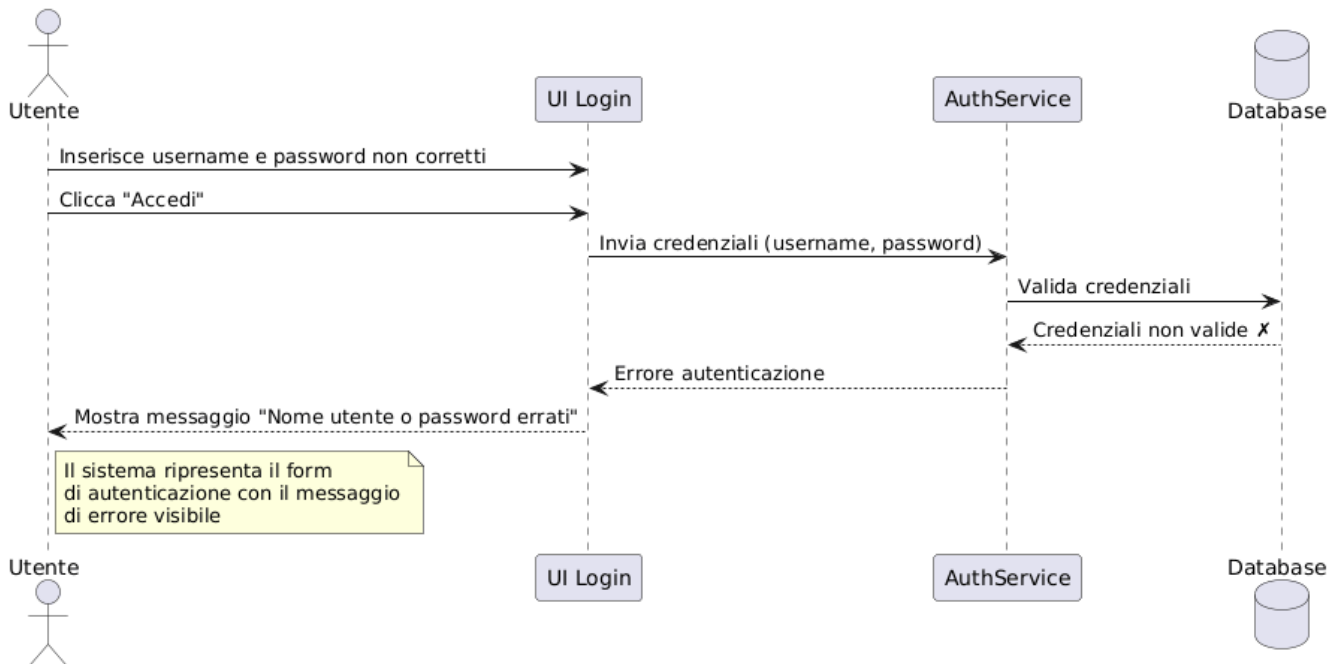 Utente
UI Login
AuthService
Database
Inserisce username e password non corretti
Clicca "Accedi"
Invia credenziali (username, password)
Valida credenziali
Credenziali non valide ✗
Errore autenticazione
Mostra messaggio "Nome utente o password errati"
Il sistema ripresenta il form
di autenticazione con il messaggio
di errore visibile
Utente
UI Login
AuthService
Database